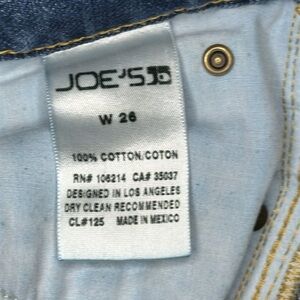 JOE'S
W 26
100% COTTON/COTON
RN# 106214 CA# 35037
DESIGNED IN LOS ANGELES
DRY CLEAN RECOMMENDED
CL#125 MADE IN MEXICO